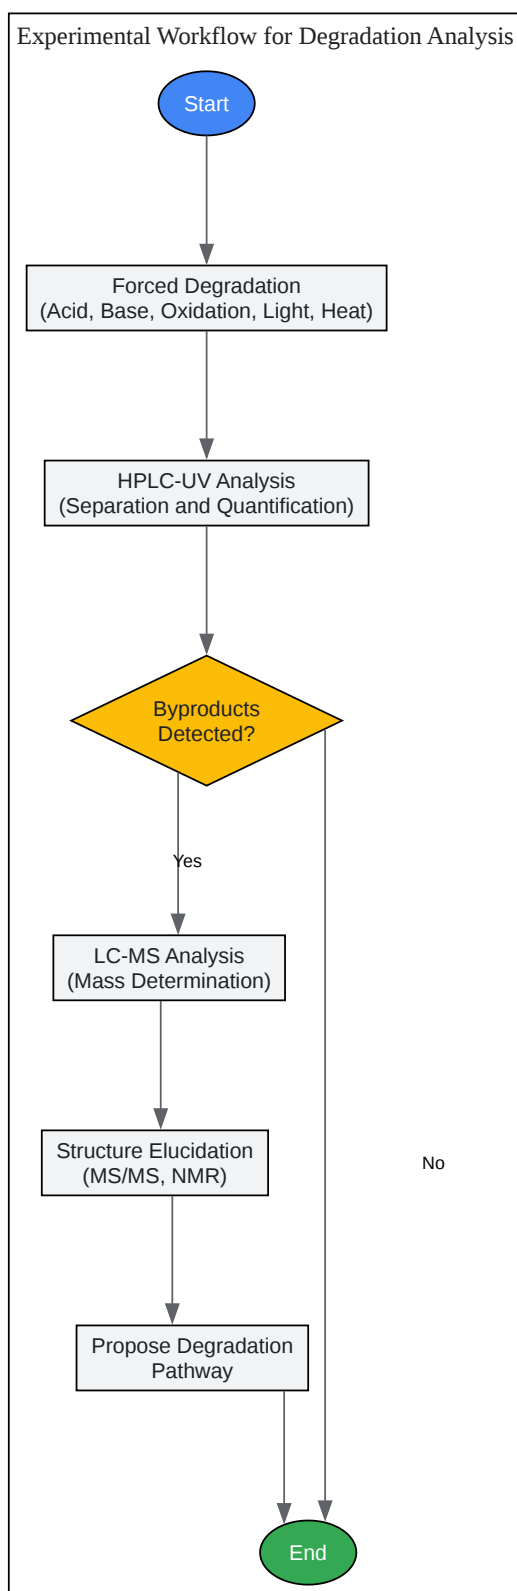 Experimental Workflow for Degradation Analysis
Start
Forced Degradation
(Acid, Base, Oxidation, Light, Heat)
HPLC-UV Analysis
(Separation and Quantification)
Byproducts
Detected?
Yes
LC-MS Analysis
(Mass Determination)
Structure Elucidation
(MS/MS, NMR)
No
Propose Degradation
Pathway
End